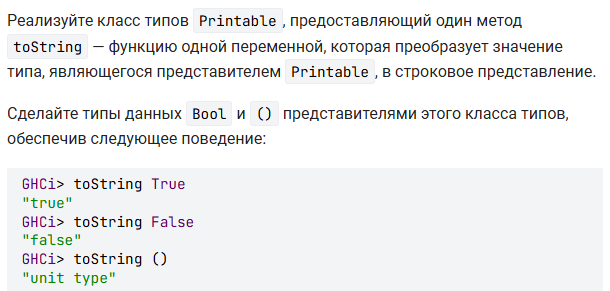 Реализуйте класс типов Printable, предоставляющий один метод
toString — функцию одной переменной, которая преобразует значение
типа, являющегося представителем Printable, в строковое представление.
Сделайте типы данных Bool и () представителями этого класса типов,
обеспечив следующее поведение:
GHCi> toString True
"true"
GHCi> toString False
"false"
GHCi> toString ()
"unit type"